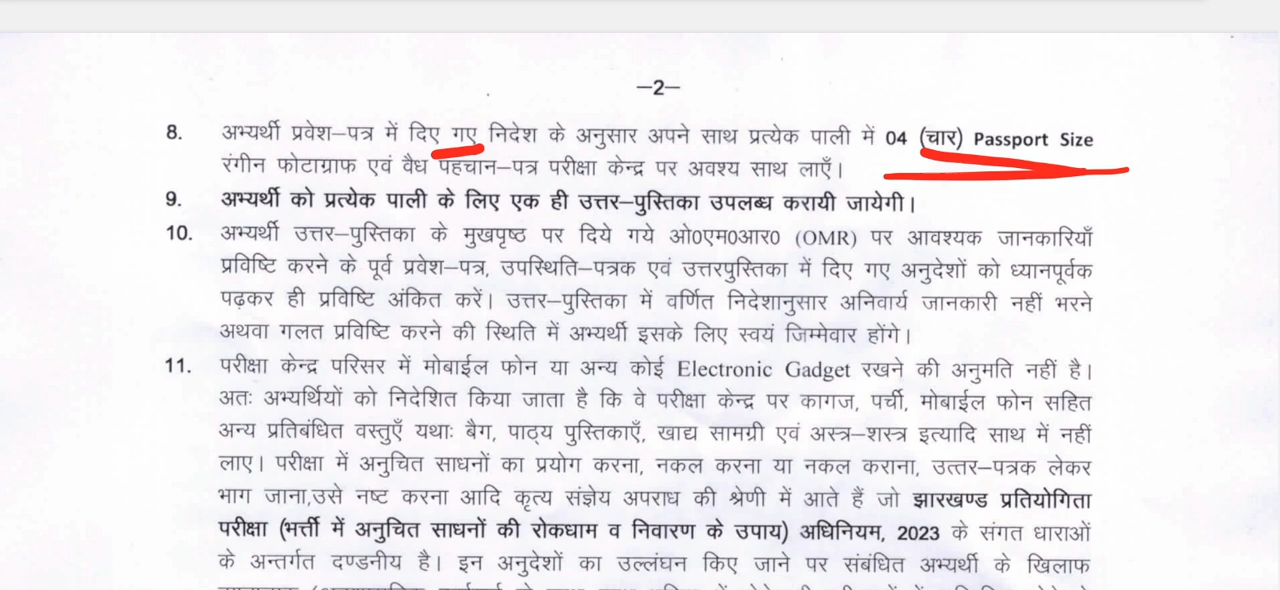 –2–
8. अभ्यर्थी प्रवेश–पत्र में दिए गए निदेश के अनुसार अपने साथ प्रत्येक पाली में 04 (चार) Passport Size
रंगीन फोटाग्राफ एवं वैध पहचान–पत्र परीक्षा केन्द्र पर अवश्य साथ लाएँ।
9. अभ्यर्थी को प्रत्येक पाली के लिए एक ही उत्तर–पुस्तिका उपलब्ध करायी जायेगी।
10. अभ्यर्थी उत्तर–पुस्तिका के मुखपृष्ठ पर दिये गये ओ0एम0आर0 (OMR) पर आवश्यक जानकारियाँ
प्रविष्टि करने के पूर्व प्रवेश–पत्र, उपस्थिति–पत्रक एवं उत्तरपुस्तिका में दिए गए अनुदेशों को ध्यानपूर्वक
पढ़कर ही प्रविष्टि अंकित करें। उत्तर–पुस्तिका में वर्णित निदेशानुसार अनिवार्य जानकारी नहीं भरने
अथवा गलत प्रविष्टि करने की स्थिति में अभ्यर्थी इसके लिए स्वयं जिम्मेवार होंगे।
11. परीक्षा केन्द्र परिसर में मोबाईल फोन या अन्य कोई Electronic Gadget रखने की अनुमति नहीं है।
अतः अभ्यर्थियों को निदेशित किया जाता है कि वे परीक्षा केन्द्र पर कागज, पर्ची, मोबाईल फोन सहित
अन्य प्रतिबंधित वस्तुएँ यथाः बैग, पाठ्य पुस्तिकाएँ, खाद्य सामग्री एवं अस्त्र–शस्त्र इत्यादि साथ में नहीं
लाए। परीक्षा में अनुचित साधनों का प्रयोग करना, नकल करना या नकल कराना, उत्तर–पत्रक लेकर
भाग जाना,उसे नष्ट करना आदि कृत्य संज्ञेय अपराध की श्रेणी में आते हैं जो झारखण्ड प्रतियोगिता
परीक्षा (भर्त्ती में अनुचित साधनों की रोकधाम व निवारण के उपाय) अधिनियम, 2023 के संगत धाराओं
के अन्तर्गत दण्डनीय है। इन अनुदेशों का उल्लंघन किए जाने पर संबंधित अभ्यर्थी के खिलाफ